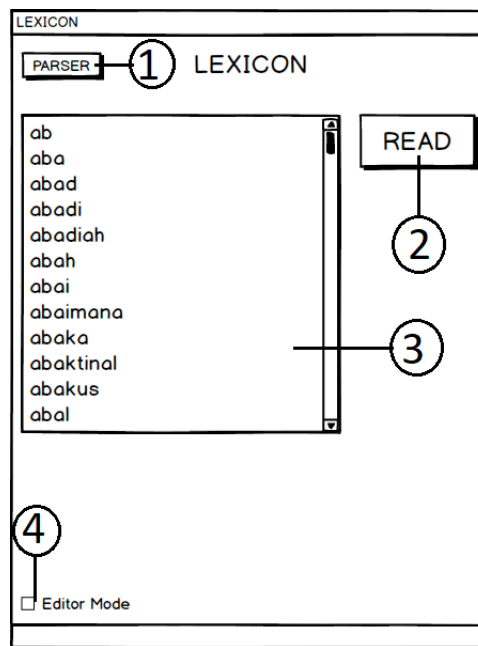 LEXICON
PARSER 1 LEXICON
ab
aba
abad
abadi
abadiah
abah
abai
abaimana
abaka
abaktinal
abakus
abal
READ
2
3
4
Editor Mode